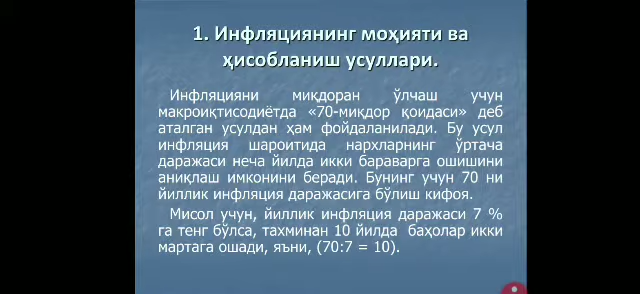 1. Инфляциянинг моҳияти ва
ҳисобланиш усуллари.
Инфляцияни миқдоран ўлчаш учун
макроиқтисодиётда «70-миқдор қоидаси» деб
аталган усулдан ҳам фойдаланилади. Бу усул
инфляция шароитида нархларнинг ўртача
даражаси неча йилда икки бараварга ошишини
аниқлаш имконини беради. Бунинг учун 70 ни
йиллик инфляция даражасига бўлиш кифоя.
Мисол учун, йиллик инфляция даражаси 7 %
га тенг бўлса, тахминан 10 йилда баҳолар икки
мартага ошади, яъни, (70:7 = 10).